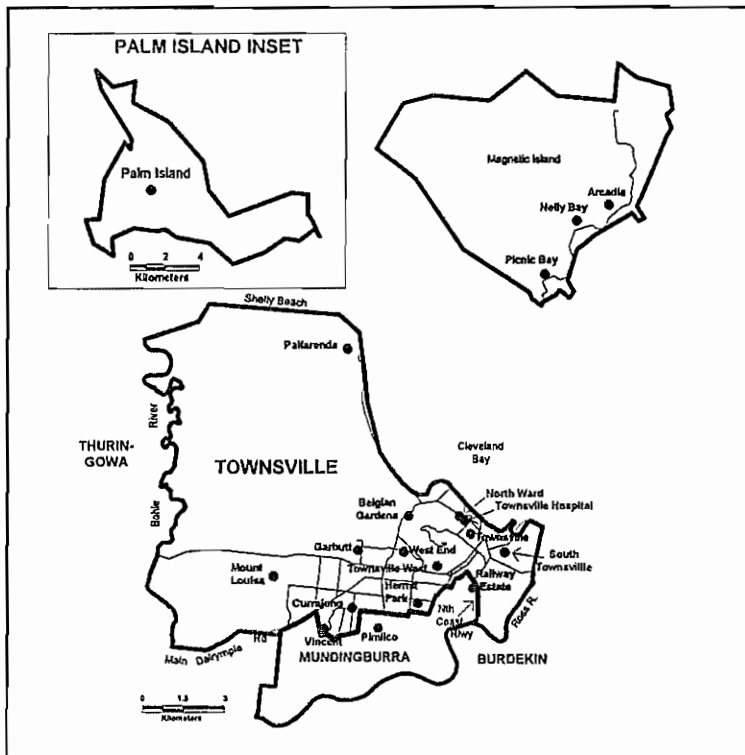 PALM ISLAND INSET
Palm Island
0 2 4
Kilometers
Magnetic Island
Arcadia
Nelly Bay
Picnic Bay
Shelly Beach
Pallarenda
River
Bohle
THURIN-
GOWA
TOWNSVILLE
Cleveland
Bay
North Ward
Townsville Hospital
Belgian
Gardens
Townsville
Garbutt
West End
South
Townsville
Mount
Louisa
Townsville West
Hermit
Park
Railway
Estate
Currajong
Nth
Coast
Rlwy
Ross R.
Vincent
Pimlico
Main Dalrymple Rd
MUNDINGBURRA
BURDEKIN
0 1.5 3
Kilometers